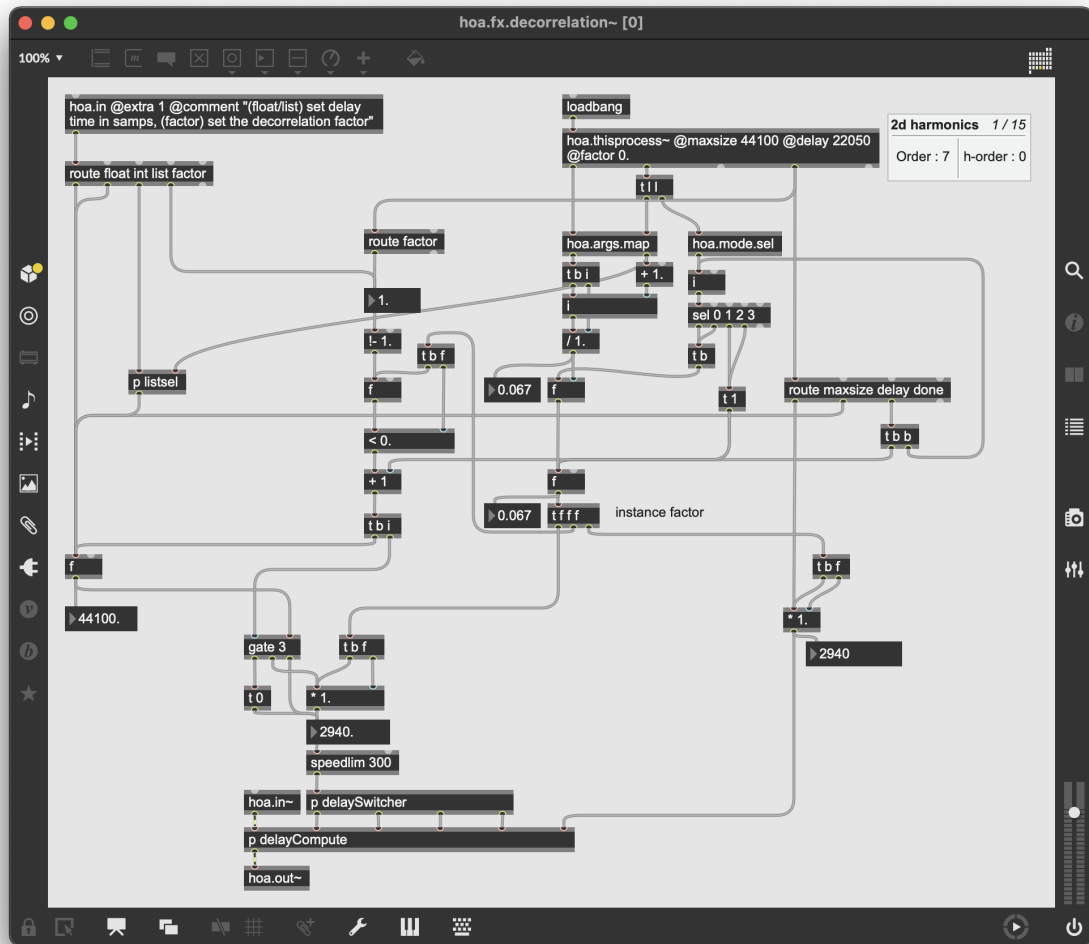 hoa.fx.decorrelation~ [0]
100%
hoa.in @extra 1 @comment "(float/list) set delay
time in samps, (factor) set the decorrelation factor"
loadbang
hoa.thisprocess~ @maxsize 44100 @delay 22050
@factor 0.
2d harmonics 1 / 15
Order : 7
h-order : 0
route float int list factor
t l l
route factor
hoa.args.map
hoa.mode.sel
t b i
+ 1.
i
1.
i
sel 0 1 2 3
!- 1.
/ 1.
t b f
t b
p listsel
f
0.067
f
t 1
route maxsize delay done
< 0.
t b b
+ 1
f
0.067
t f f f
instance factor
t b i
f
t b f
44100.
* 1.
gate 3
t b f
2940
t 0
* 1.
2940.
speedlim 300
hoa.in~
p delaySwitcher
p delayCompute
hoa.out~